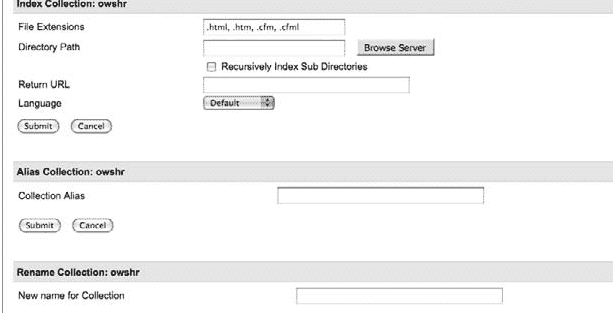 Index Collection: owshr
File Extensions .html, .htm, .cfm, .cfml
Directory Path Browse Server
Recursively Index Sub Directories
Return URL
Language Default
Submit Cancel
Alias Collection: owshr
Collection Alias
Submit Cancel
Rename Collection: owshr
New name for Collection